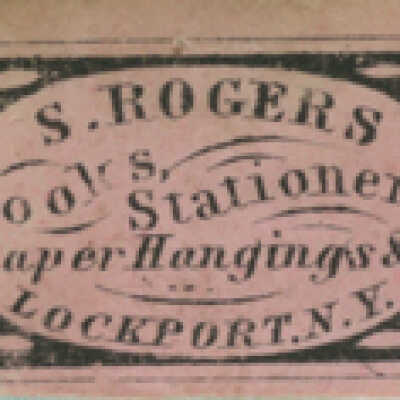 S. ROGERS
ooks,
Stationer
aper Hangings &
LOCKPORT. N. Y.